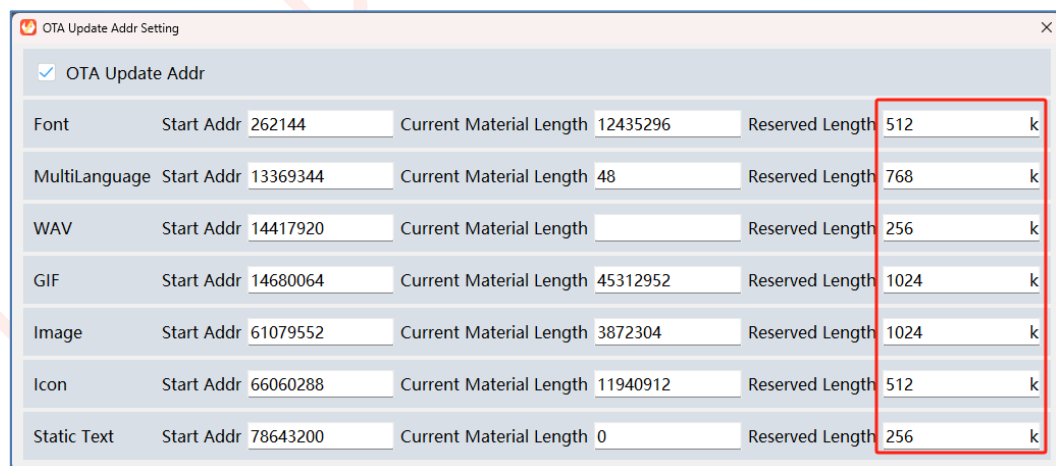 OTA Update Addr Setting
OTA Update Addr
Font Start Addr 262144 Current Material Length 12435296 Reserved Length 512 k
MultiLanguage Start Addr 13369344 Current Material Length 48 Reserved Length 768 k
WAV Start Addr 14417920 Current Material Length Reserved Length 256 k
GIF Start Addr 14680064 Current Material Length 45312952 Reserved Length 1024 k
Image Start Addr 61079552 Current Material Length 3872304 Reserved Length 1024 k
Icon Start Addr 66060288 Current Material Length 11940912 Reserved Length 512 k
Static Text Start Addr 78643200 Current Material Length 0 Reserved Length 256 k